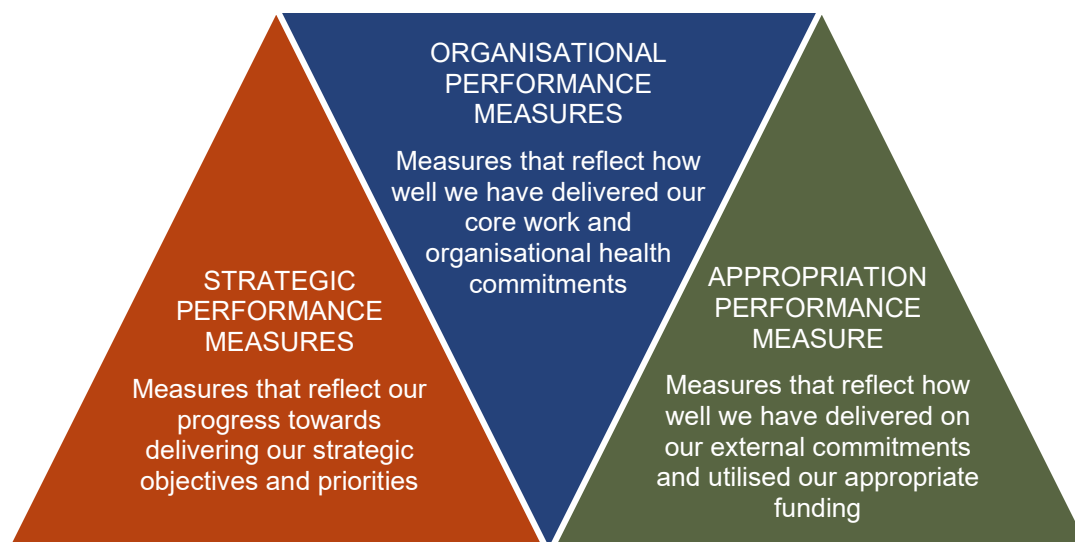 STRATEGIC
PERFORMANCE
MEASURES
Measures that reflect our
progress towards
delivering our strategic
objectives and priorities
ORGANISATIONAL
PERFORMANCE
MEASURES
Measures that reflect how
well we have delivered our
core work and
organisational health
commitments
APPROPRIATION
PERFORMANCE
MEASURE
Measures that reflect how
well we have delivered on
our external commitments
and utilised our appropriate
funding